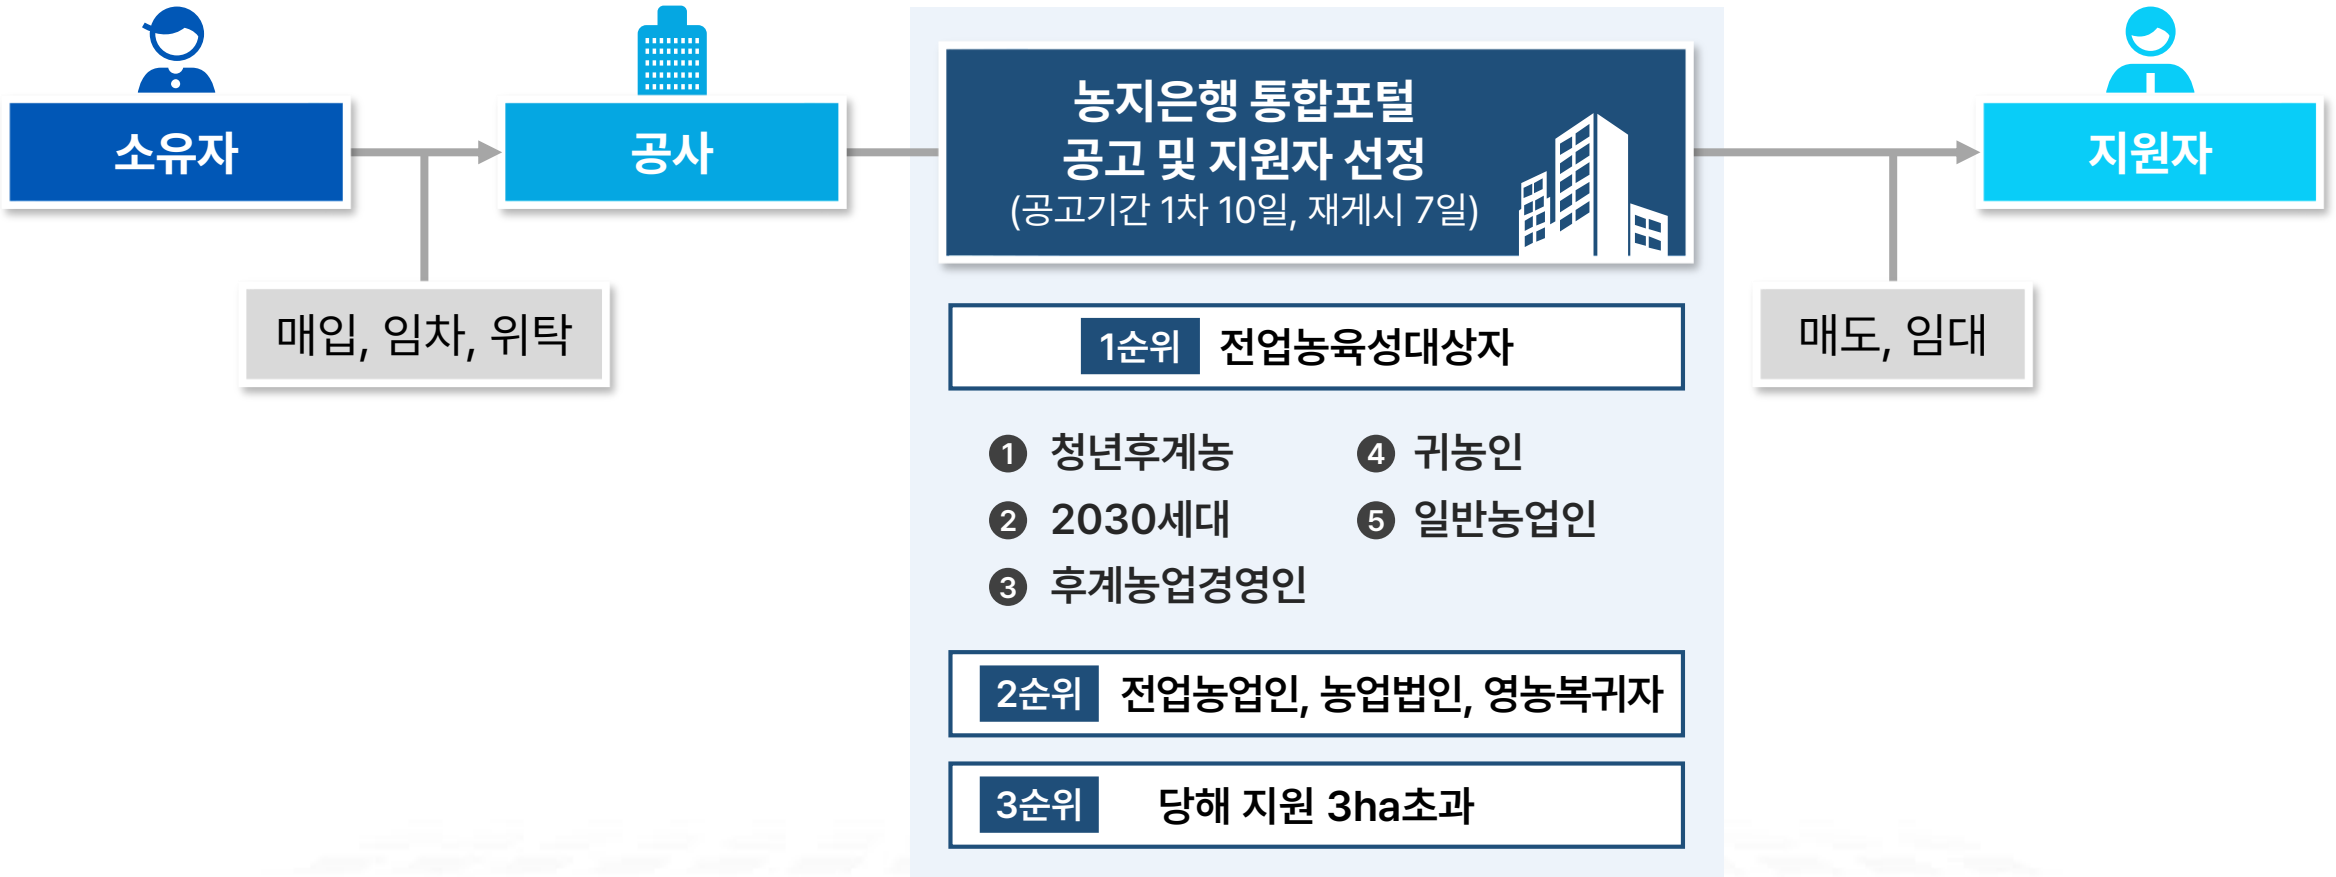 소유자
공사
농지은행 통합포털
공고 및 지원자 선정
(공고기간 1차 10일, 재게시 7일)
지원자
매입, 임차, 위탁
매도, 임대
1순위 전업농육성대상자
1 청년후계농
2 2030세대
3 후계농업경영인
4 귀농인
5 일반농업인
2순위 전업농업인, 농업법인, 영농복귀자
3순위 당해 지원 3ha초과